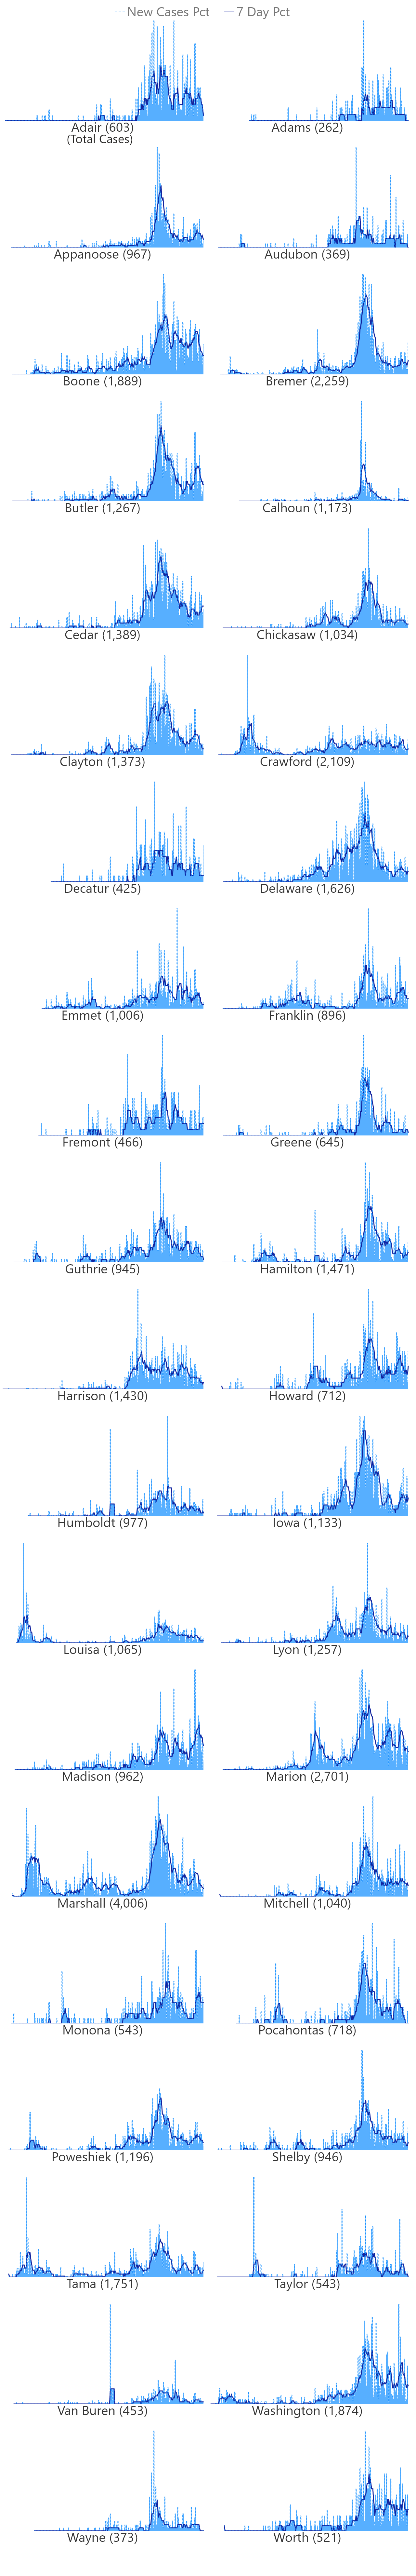 New Cases Pct 7 Day Pct
Adair (603) Adams (262)
(Total Cases)
Appanoose (967) Audubon (369)
Boone (1,889) Bremer (2,259)
Butler (1,267) Calhoun (1,173)
Cedar (1,389) Chickasaw (1,034)
Clayton (1,373) Crawford (2,109)
Decatur (425) Delaware (1,626)
Emmet (1,006) Franklin (896)
Fremont (466) Greene (645)
Guthrie (945) Hamilton (1,471)
Harrison (1,430) Howard (712)
Humboldt (977) Iowa (1,133)
Louisa (1,065) Lyon (1,257)
Madison (962) Marion (2,701)
Marshall (4,006) Mitchell (1,040)
Monona (543) Pocahontas (718)
Poweshiek (1,196) Shelby (946)
Tama (1,751) Taylor (543)
Van Buren (453) Washington (1,874)
Wayne (373) Worth (521)